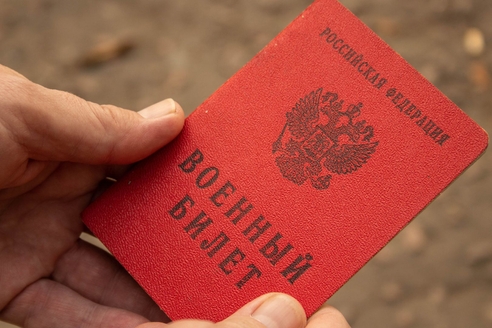 РОССИЙСКАЯ ФЕДЕРАЦИЯ
ВОЕННЫЙ
БИЛЕТ